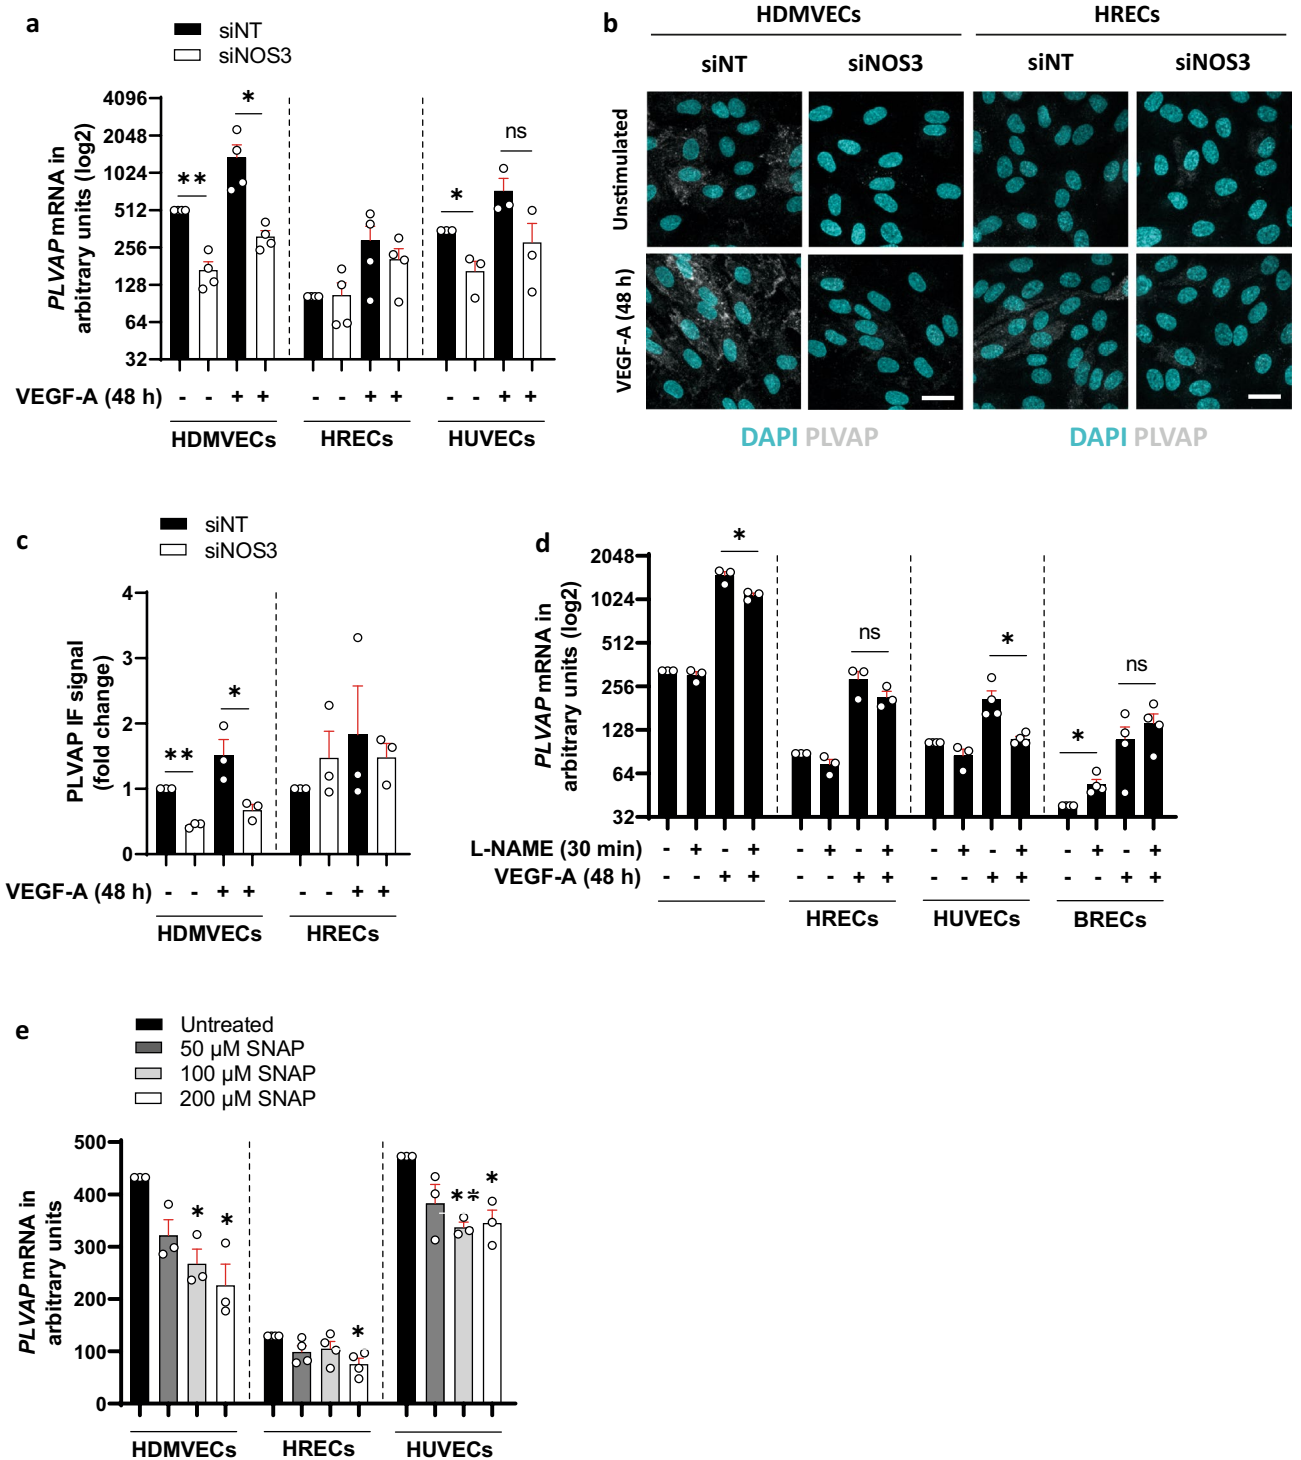 a
siNT
siNOS3
PLVAP mRNA in
arbitrary units (log2)
4096
2048
1024
512
256
128
64
32
**
*
*
ns
VEGF-A (48 h)
- - + +
- - + +
- - + +
HDMVECs
HRECs
HUVECs
b
HDMVECs
HRECs
siNT
siNOS3
siNT
siNOS3
Unstimulated
VEGF-A (48 h)
DAPI PLVAP
DAPI PLVAP
c
siNT
siNOS3
PLVAP IF signal
(fold change)
4
3
2
1
0
**
*
VEGF-A (48 h)
- - + +
- - + +
HDMVECs
HRECs
d
PLVAP mRNA in
arbitrary units (log2)
2048
1024
512
256
128
64
32
*
ns
*
*
ns
L-NAME (30 min)
- + - +
- + - +
- + - +
- + - +
VEGF-A (48 h)
- - + +
- - + +
- - + +
- - + +
HRECs
HUVECs
BRECs
e
Untreated
50 µM SNAP
100 µM SNAP
200 µM SNAP
PLVAP mRNA in
arbitrary units
500
400
300
200
100
0
*
*
*
**
*
HDMVECs
HRECs
HUVECs